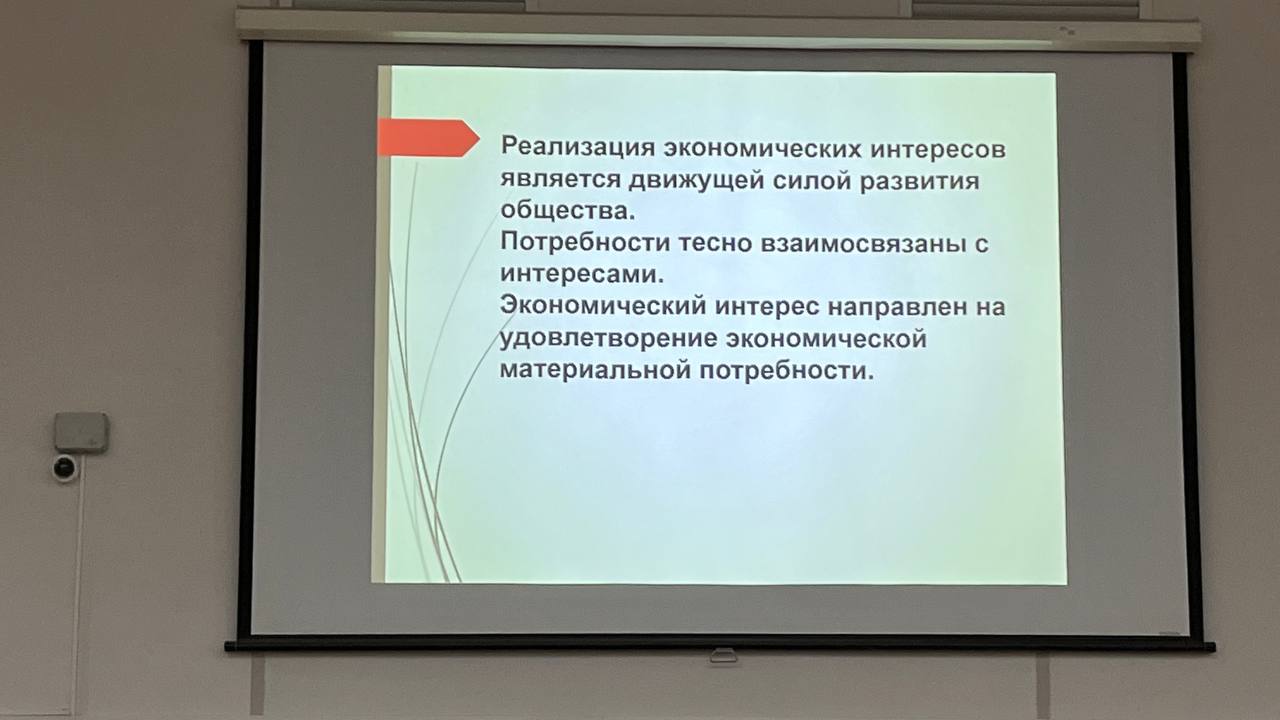 Реализация экономических интересов
является движущей силой развития
общества.
Потребности тесно взаимосвязаны с
интересами.
Экономический интерес направлен на
удовлетворение экономической
материальной потребности.